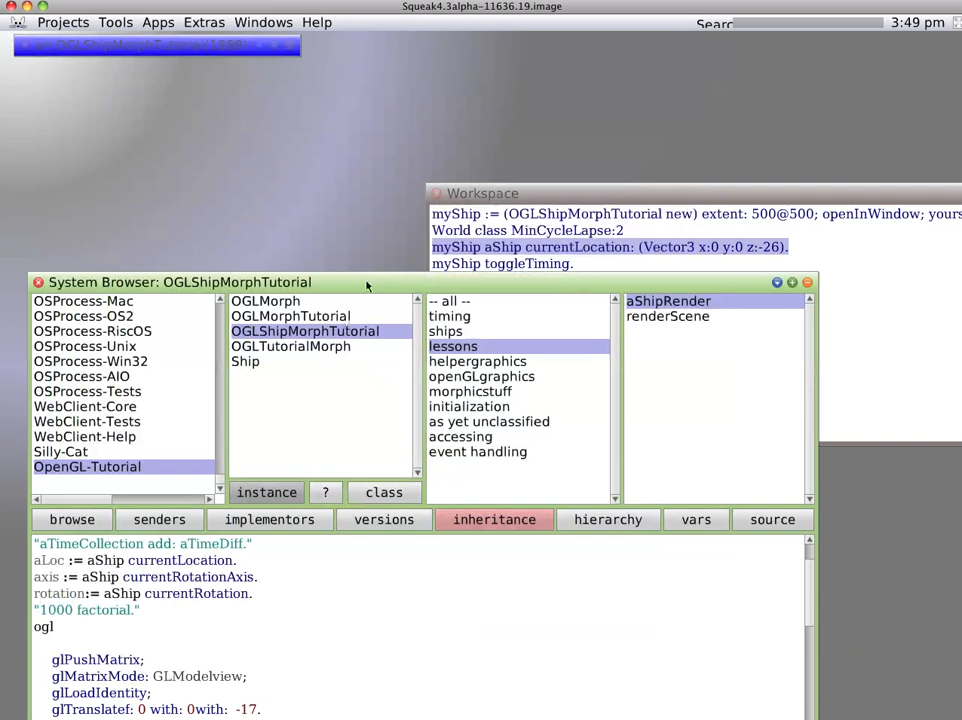 Squeak4.3alpha-11636.image
Projects Tools Apps Extras Windows Help Searc 3:49 pm
OGLShipMorphTutorial(1888)
Workspace
myShip := (OGLShipMorphTutorial new) extent: 500@500; openInWindow; yours
World class MinCycleLapse:2
myShip aShip currentLocation: (Vector3 x:0 y:0 z:-26).
myShip toggleTiming.
System Browser: OGLShipMorphTutorial
OSProcess-Mac
OSProcess-OS2
OSProcess-RiscOS
OSProcess-Unix
OSProcess-Win32
OSProcess-AIO
OSProcess-Tests
WebClient-Core
WebClient-Tests
WebClient-Help
Silly-Cat
OpenGL-Tutorial
OGLMorph
OGLMorphTutorial
OGLShipMorphTutorial
OGLTutorialMorph
Ship
instance ? class
-- all --
timing
ships
lessons
helpergraphics
openGLgraphics
morphicstuff
initialization
as yet unclassified
accessing
event handling
aShipRender
renderScene
browse senders implementors versions inheritance hierarchy vars source
"aTimeCollection add: aTimeDiff."
aLoc := aShip currentLocation.
axis := aShip currentRotationAxis.
rotation:= aShip currentRotation.
"1000 factorial."
ogl
glPushMatrix;
glMatrixMode: GLModelview;
glLoadIdentity;
glTranslatef: 0 with: 0with: -17.